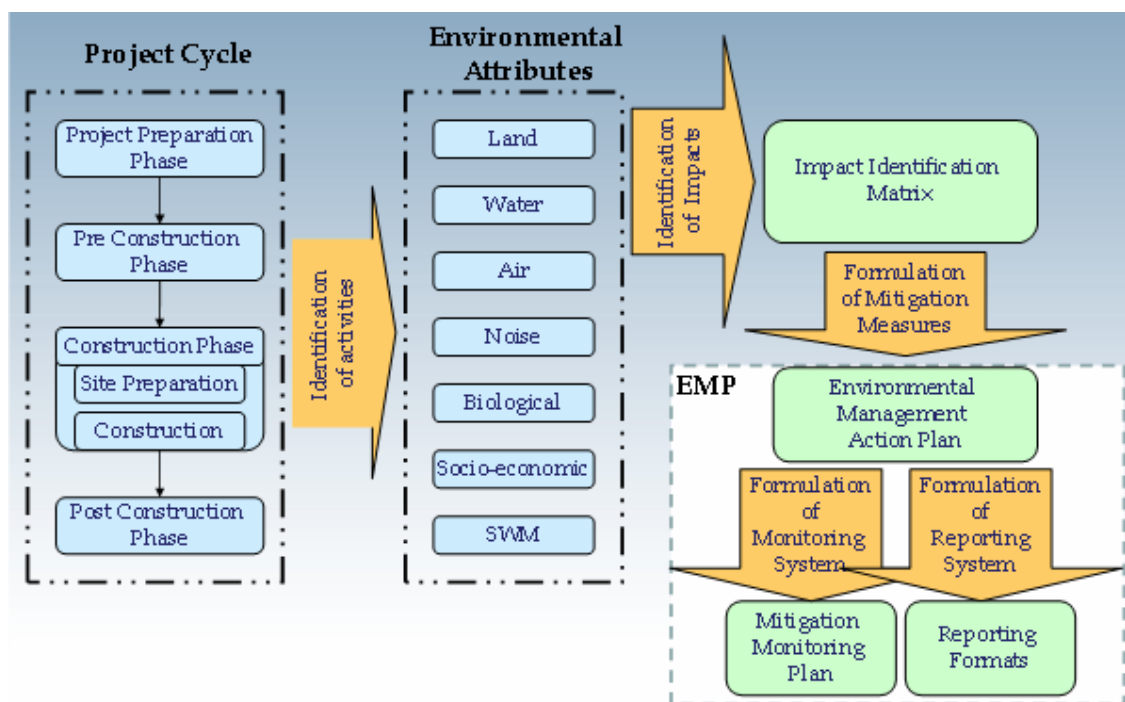 Project Cycle
Project Preparation
Phase
Pre Construction
Phase
Construction Phase
Site Preparation
Construction
Post Construction
Phase
Identification
of activities
Environmental
Attributes
Land
Water
Air
Noise
Biological
Socio-economic
SWM
Identification
of Impacts
Impact Identification
Matrix
Formulation
of Mitigation
Measures
EMP
Environmental
Management
Action Plan
Formulation
of
Monitoring
System
Formulation
of
Reporting
System
Mitigation
Monitoring
Plan
Reporting
Formats